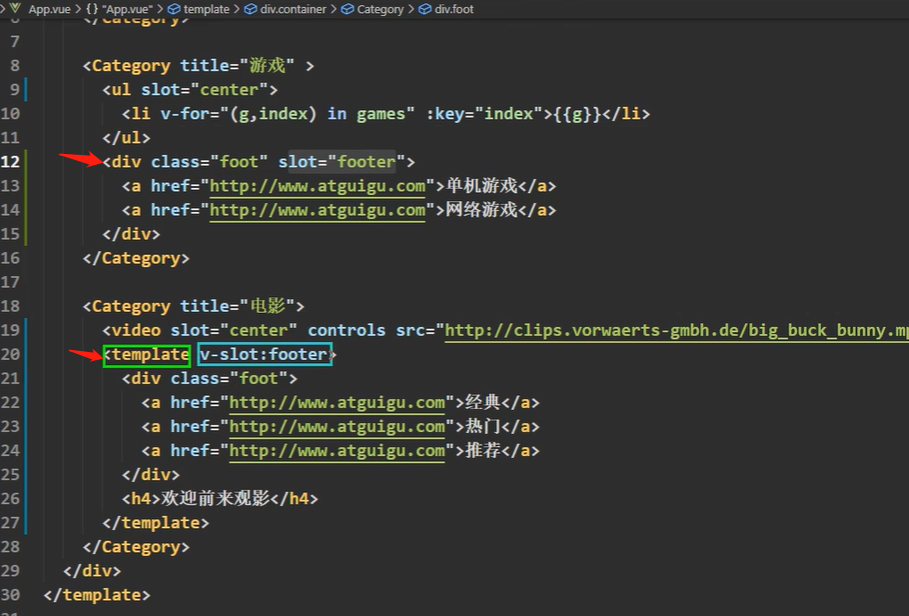 App.vue > {} "App.vue" > template > div.container > Category > div.foot
</Category>
7
8 <Category title="游戏" >
9 <ul slot="center">
10 <li v-for="(g,index) in games" :key="index">{{g}}</li>
11 </ul>
12 <div class="foot" slot="footer">
13 <a href="http://www.atguigu.com">单机游戏</a>
14 <a href="http://www.atguigu.com">网络游戏</a>
15 </div>
16 </Category>
17
18 <Category title="电影">
19 <video slot="center" controls src="http://clips.vorwaerts-gmbh.de/big_buck_bunny.m
20 <template v-slot:footer>
21 <div class="foot">
22 <a href="http://www.atguigu.com">经典</a>
23 <a href="http://www.atguigu.com">热门</a>
24 <a href="http://www.atguigu.com">推荐</a>
25 </div>
26 <h4>欢迎前来观影</h4>
27 </template>
28 </Category>
29 </div>
30 </template>